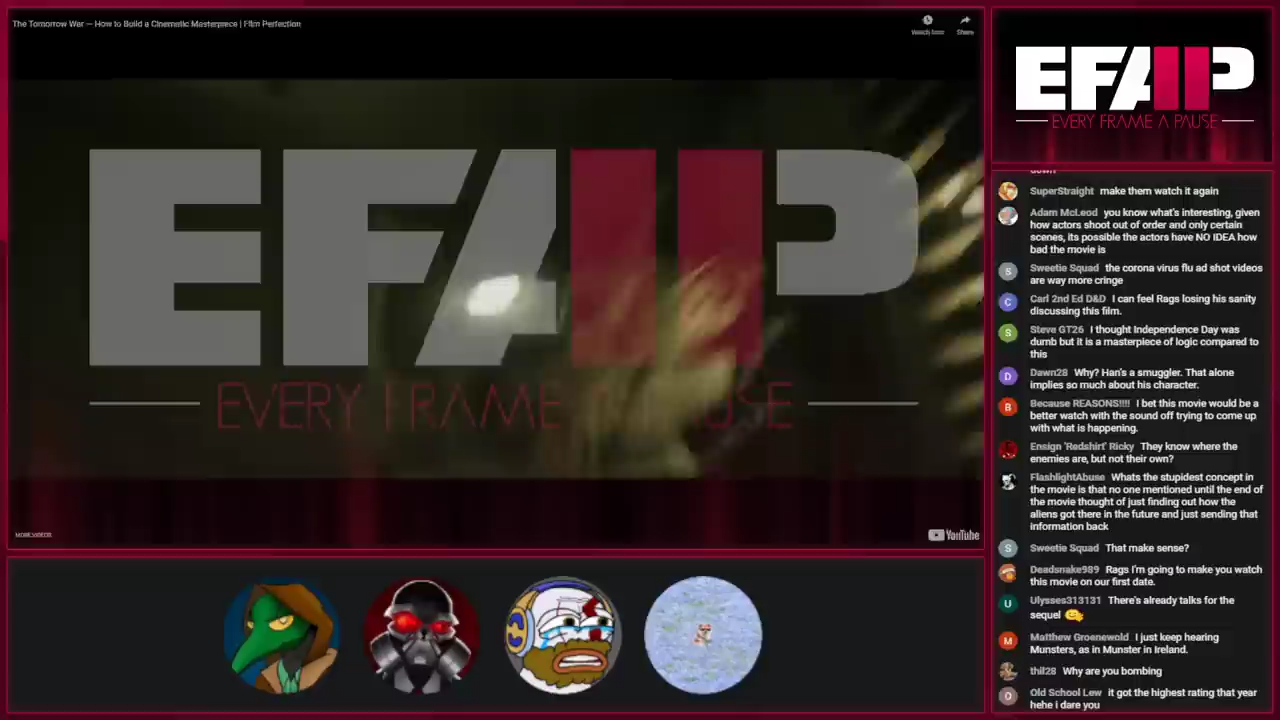 The Tomorrow War — How to Build a Cinematic Masterpiece | Film Perfection
Watch later
Share
EFAP
EVERY FRAME A PAUSE
MORE VIDEOS
YouTube
EFAP
EVERY FRAME A PAUSE
down
SuperStraight make them watch it again
Adam McLeod you know what's interesting, given
how actors shoot out of order and only certain
scenes, its possible the actors have NO IDEA how
bad the movie is
Sweetie Squad the corona virus flu ad shot videos
are way more cringe
Carl 2nd Ed D&D I can feel Rags losing his sanity
discussing this film.
Steve GT26 I thought Independence Day was
dumb but it is a masterpiece of logic compared to
this
Dawn28 Why? Han's a smuggler. That alone
implies so much about his character.
Because REASONS!!!! I bet this movie would be a
better watch with the sound off trying to come up
with what is happening.
Ensign 'Redshirt' Ricky They know where the
enemies are, but not their own?
FlashlightAbuse Whats the stupidest concept in
the movie is that no one mentioned until the end of
the movie thought of just finding out how the
aliens got there in the future and just sending that
information back
Sweetie Squad That make sense?
Deadsnake989 Rags I'm going to make you watch
this movie on our first date.
Ulysses313131 There's already talks for the
sequel
Matthew Groenewold I just keep hearing
Munsters, as in Munster in Ireland.
thil28 Why are you bombing
Old School Lew it got the highest rating that year
hehe i dare you